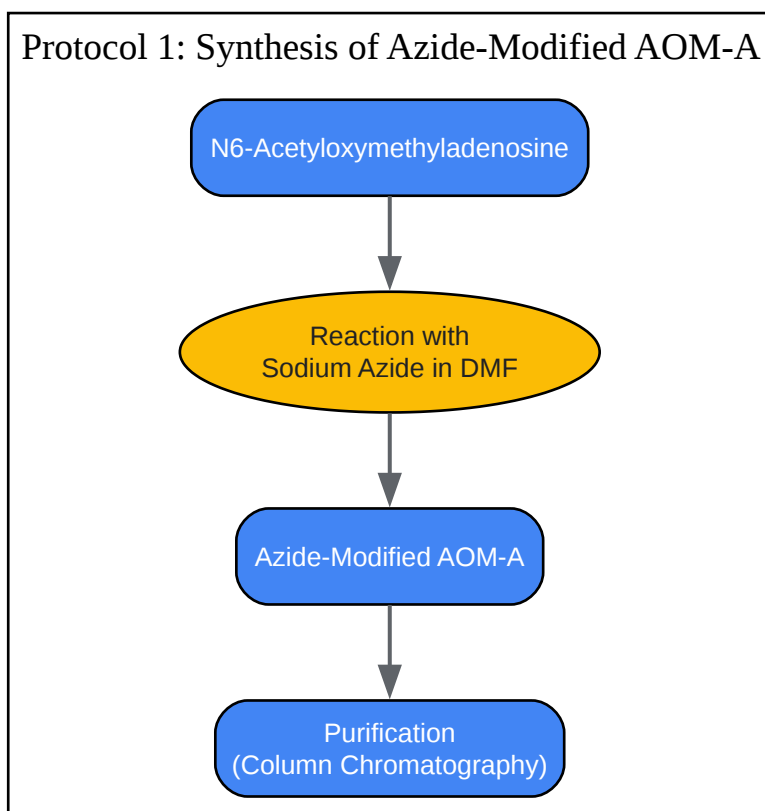 Protocol 1: Synthesis of Azide-Modified AOM-A
N6-Acetyloxymethyladenosine
Reaction with
Sodium Azide in DMF
Azide-Modified AOM-A
Purification
(Column Chromatography)